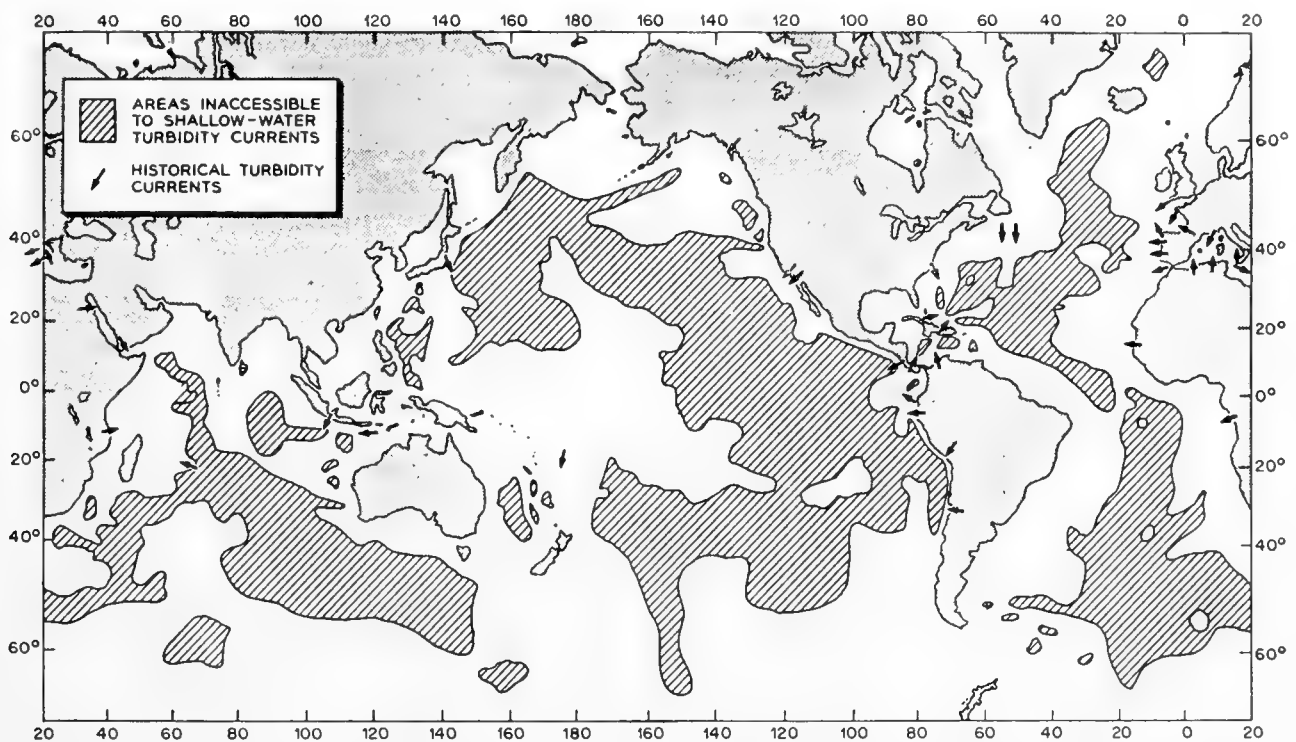 20 40 60 80 100 120 140 160 180 160 140 120 100 80 60 40 20 0 20
AREAS INACCESSIBLE
TO SHALLOW-WATER
TURBIDITY CURRENTS
HISTORICAL TURBIDITY
CURRENTS
60° 60°
40° 40°
20° 20°
0° 0°
20° 20°
40° 40°
60° 60°
20 40 60 80 100 120 140 160 180 160 140 120 100 80 60 40 20 0 20